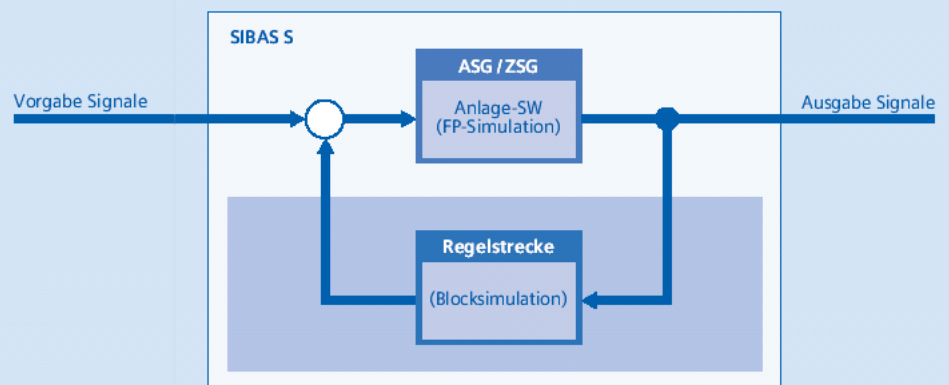 SIBAS S
ASG / ZSG
Vorgabe Signale
Anlage-SW
(FP-Simulation)
Ausgabe Signale
Regelstrecke
(Blocksimulation)